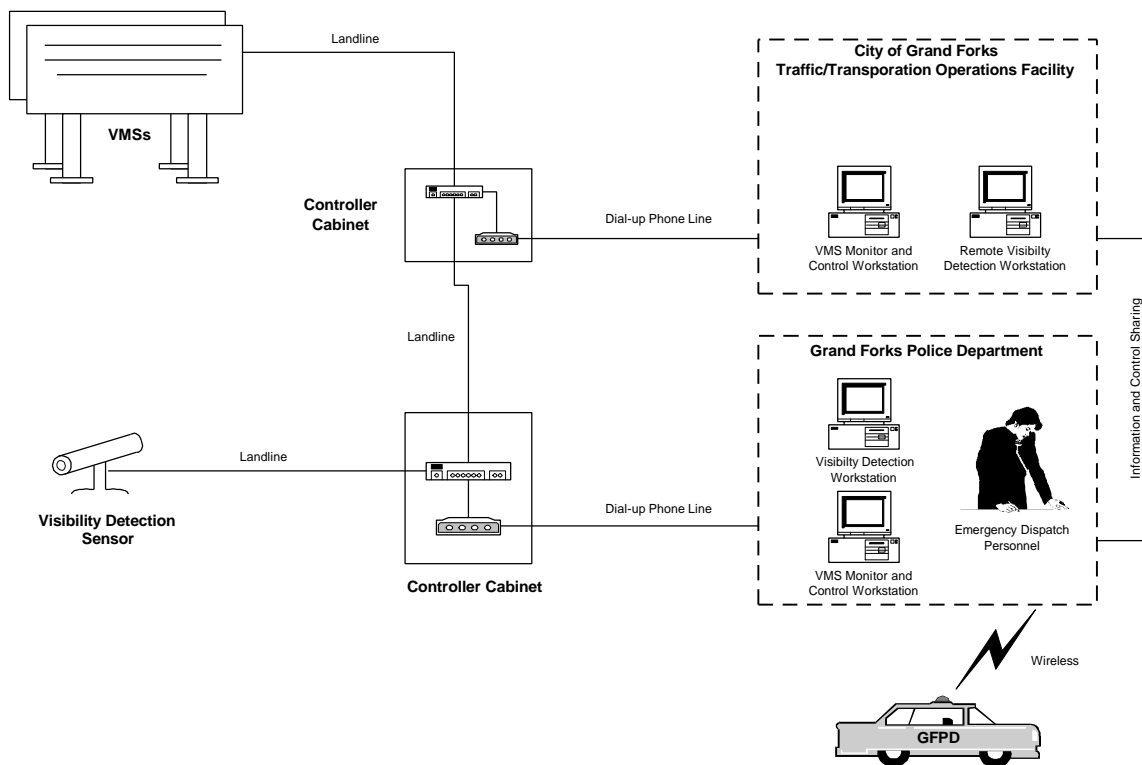 Landline
City of Grand Forks
Traffic/Transporation Operations Facility
VMSs
Controller
Cabinet
Dial-up Phone Line
VMS Monitor and
Control Workstation
Remote Visibilty
Detection Workstation
Landline
Information and Control Sharing
Grand Forks Police Department
Visibilty Detection
Workstation
Landline
Visibility Detection
Sensor
Dial-up Phone Line
Emergency Dispatch
Personnel
VMS Monitor and
Control Workstation
Controller Cabinet
Wireless
GFPD